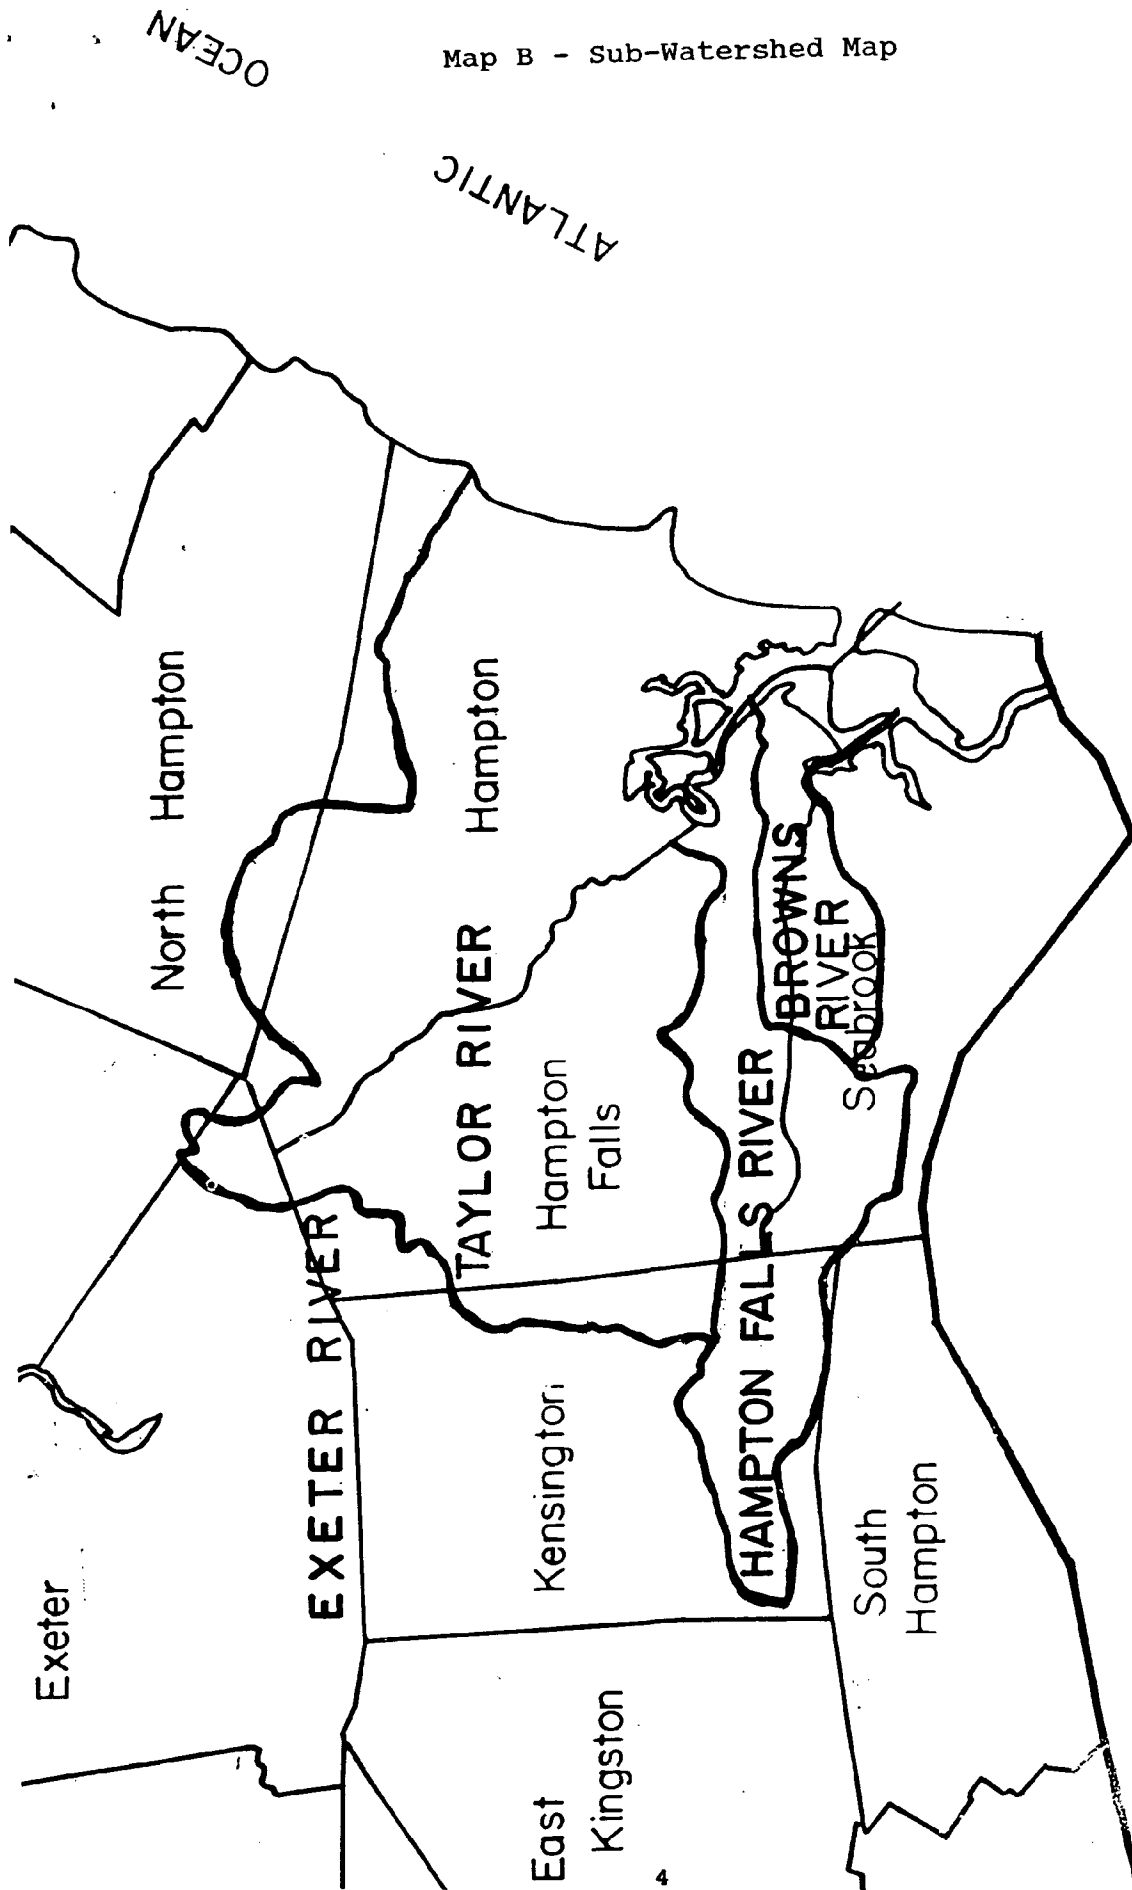 Map B - Sub-Watershed Map
OCEAN
ATLANTIC
North Hampton
Hampton
Exeter
EXETER RIVER
TAYLOR RIVER
Hampton
Falls
Kensington
HAMPTON FALLS RIVER
BROWNS
RIVER
Seabrook
South
Hampton
East
Kingston
4